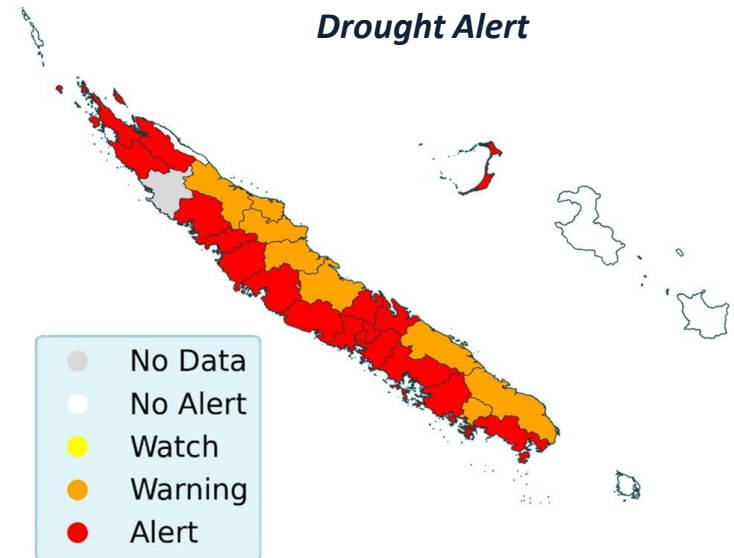 Drought Alert
No Data
No Alert
Watch
Warning
Alert